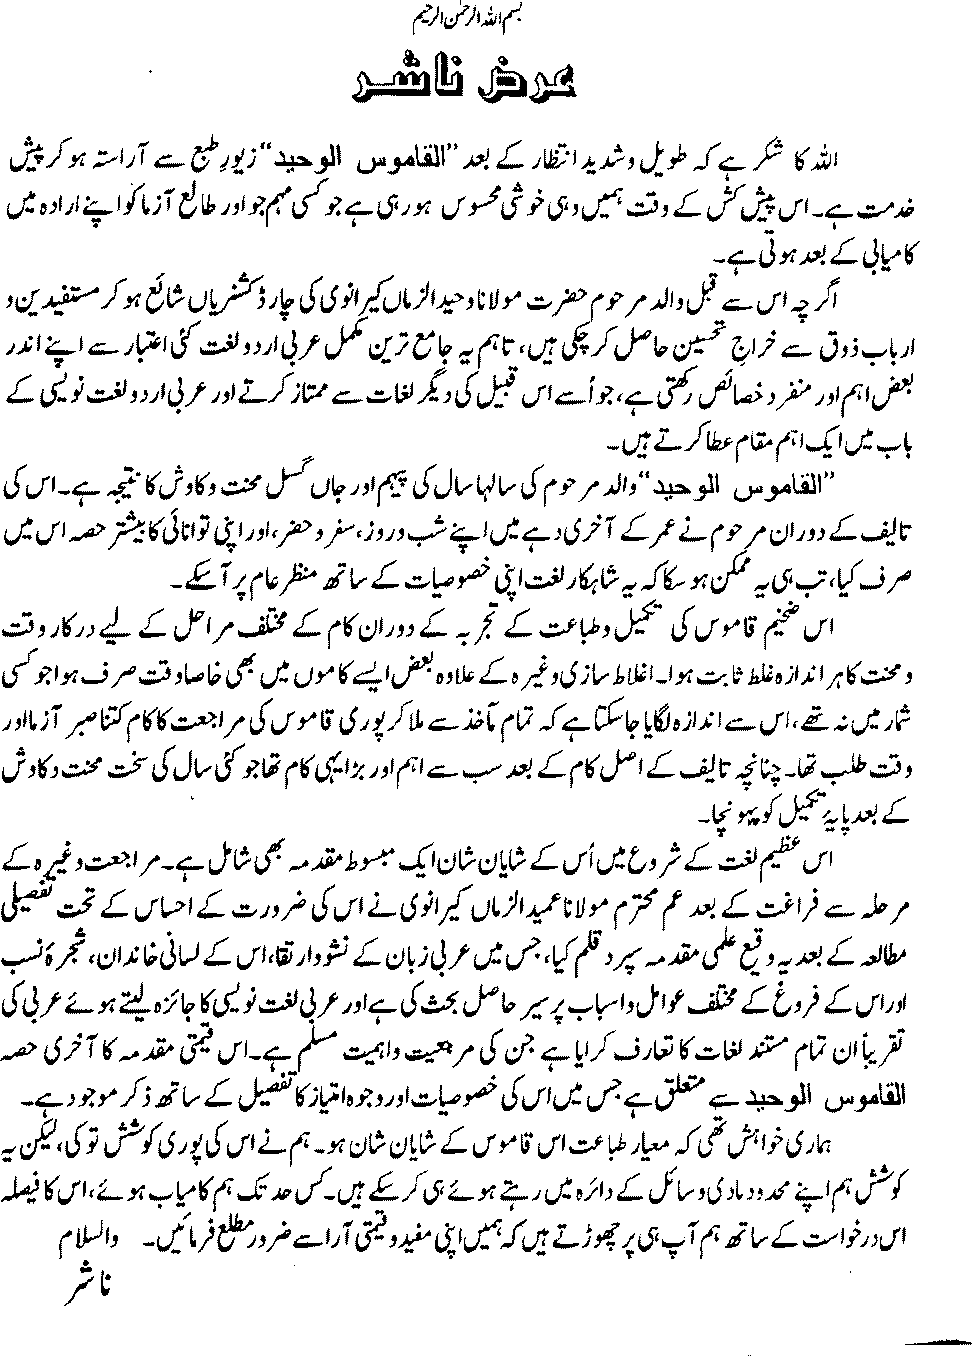 بسم اللہ الرحمٰن الرحیم
عرض ناشر
اللہ کا شکر ہے کہ طویل و شدید انتظار کے بعد ”القاموس الوحید“ زیورِ طبع سے آراستہ ہو کر پیش
خدمت ہے۔ اس پیش کش کے وقت ہمیں وہی خوشی محسوس ہو رہی ہے جو کسی مہم جو اور طالع آزما کو اپنے ارادہ میں
کامیابی کے بعد ہوتی ہے۔
اگرچہ اس سے قبل والد مرحوم حضرت مولانا وحید الزماں کیرانوی کی چار ڈکشنریاں شائع ہو کر مستفیدین و
ارباب ذوق سے خراجِ تحسین حاصل کر چکی ہیں، تاہم یہ جامع ترین مکمل عربی اردو لغت کئی اعتبار سے اپنے اندر
بعض اہم اور منفرد خصائص رکھتی ہے، جو اُسے اس قبیل کی دیگر لغات سے ممتاز کرتے اور عربی اردو لغت نویسی کے
باب میں ایک اہم مقام عطا کرتے ہیں۔
”القاموس الوحید“ والد مرحوم کی سالہا سال کی پیہم اور جاں گسل محنت و کاوش کا نتیجہ ہے۔ اس کی
تالیف کے دوران مرحوم نے عمر کے آخری دہے میں اپنے شب و روز، سفر و حضر، اور اپنی توانائی کا بیشتر حصہ اس میں
صرف کیا، تب ہی یہ ممکن ہو سکا کہ یہ شاہکار لغت اپنی خصوصیات کے ساتھ منظر عام پر آسکے۔
اس ضخیم قاموس کی تکمیل و طباعت کے تجربہ کے دوران کام کے مختلف مراحل کے لیے درکار وقت
و محنت کا ہر اندازہ غلط ثابت ہوا۔ اغلاط سازی وغیرہ کے علاوہ بعض ایسے کاموں میں بھی خاصا وقت صرف ہوا جو کسی
شمار میں نہ تھے، اس سے اندازہ لگایا جا سکتا ہے کہ تمام مآخذ سے ملا کر پوری قاموس کی مراجعت کا کام کتنا صبر آزما اور
وقت طلب تھا۔ چنانچہ تالیف کے اصل کام کے بعد سب سے اہم اور بڑا یہی کام تھا جو کئی سال کی سخت محنت و کاوش
کے بعد پایۂ تکمیل کو پہونچا۔
اس عظیم لغت کے شروع میں اُس کے شایان شان ایک مبسوط مقدمہ بھی شامل ہے۔ مراجعت وغیرہ کے
مرحلہ سے فراغت کے بعد عم محترم مولانا عمید الزماں کیرانوی نے اس کی ضرورت کے احساس کے تحت تفصیلی
مطالعہ کے بعد یہ وقیع علمی مقدمہ سپرد قلم کیا، جس میں عربی زبان کے نشو و ارتقا، اس کے لسانی خاندان، شجرۂ نسب
اور اس کے فروغ کے مختلف عوامل و اسباب پر سیر حاصل بحث کی ہے اور عربی لغت نویسی کا جائزہ لیتے ہوئے عربی کی
تقریباً ان تمام مستند لغات کا تعارف کرایا ہے جن کی مرجعیت و اہمیت مسلم ہے۔ اس قیمتی مقدمہ کا آخری حصہ
القاموس الوحید سے متعلق ہے جس میں اس کی خصوصیات اور وجوہ امتیاز کا تفصیل کے ساتھ ذکر موجود ہے۔
ہماری خواہش تھی کہ معیار طباعت اس قاموس کے شایان شان ہو۔ ہم نے اس کی پوری کوشش تو کی، لیکن یہ
کوشش ہم اپنے محدود مادی وسائل کے دائرہ میں رہتے ہوئے ہی کر سکے ہیں۔ کس حد تک ہم کامیاب ہوئے، اس کا فیصلہ
اس درخواست کے ساتھ ہم آپ ہی پر چھوڑتے ہیں کہ ہمیں اپنی مفید و قیمتی آرا سے ضرور مطلع فرمائیں۔ والسلام
ناشر